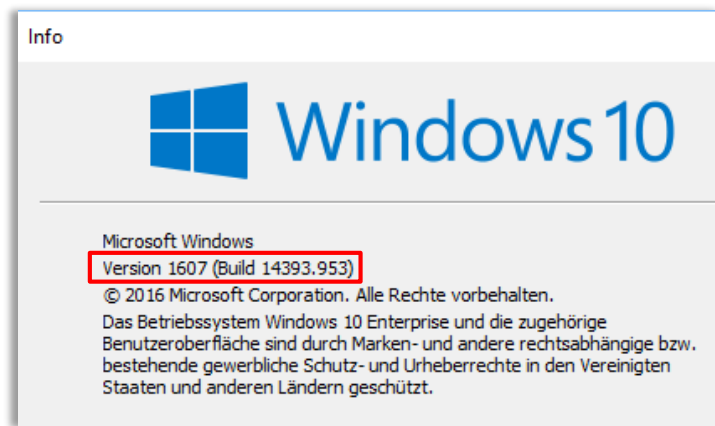 Info
Windows 10
Microsoft Windows
Version 1607 (Build 14393.953)
© 2016 Microsoft Corporation. Alle Rechte vorbehalten.
Das Betriebssystem Windows 10 Enterprise und die zugehörige
Benutzeroberfläche sind durch Marken- und andere rechtsabhängige bzw.
bestehende gewerbliche Schutz- und Urheberrechte in den Vereinigten
Staaten und anderen Ländern geschützt.